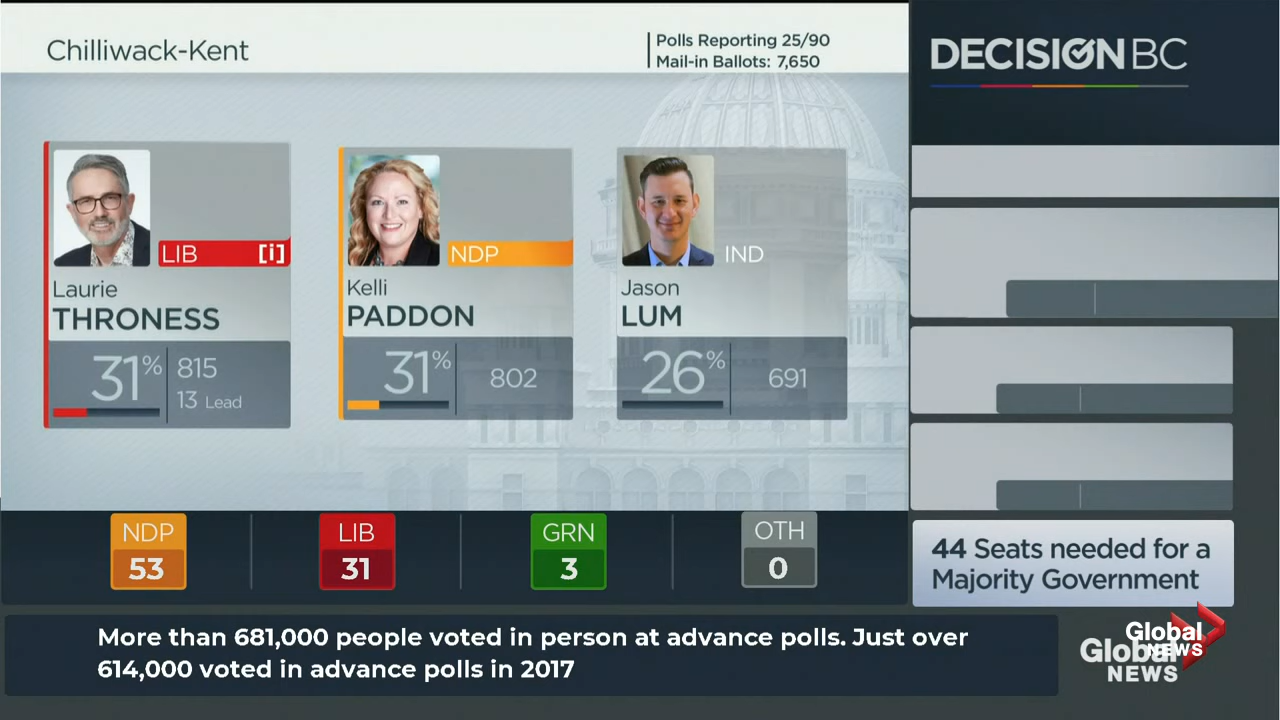 Chilliwack-Kent
Polls Reporting 25/90
Mail-in Ballots: 7,650
DECISION BC
LIB [i]
Laurie
THRONESS
31%
815
13 Lead
NDP
Kelli
PADDON
31%
802
IND
Jason
LUM
26%
691
NDP
53
LIB
31
GRN
3
OTH
0
44 Seats needed for a
Majority Government
More than 681,000 people voted in person at advance polls. Just over
614,000 voted in advance polls in 2017
Global
NEWS
Global
NEWS